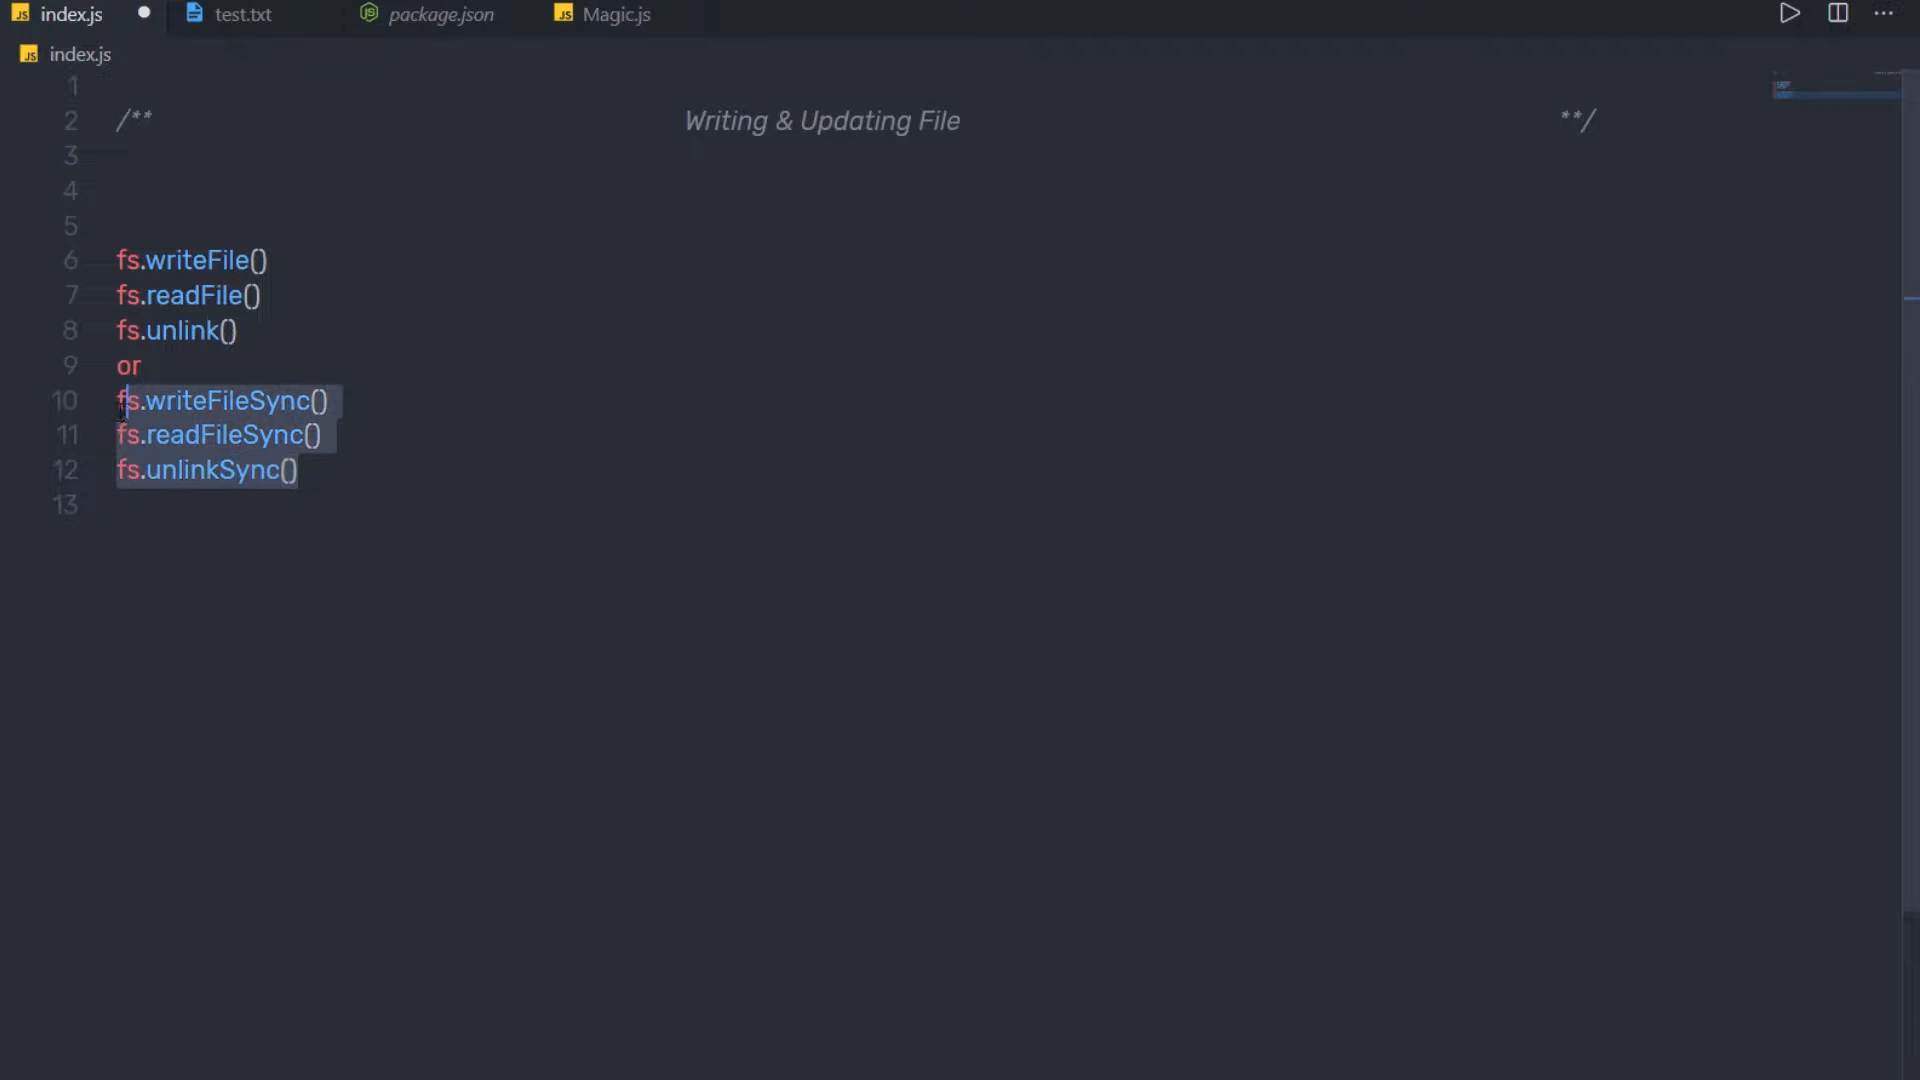 index.js test.txt package.json Magic.js
index.js
1
2 /** Writing & Updating File **/
3
4
5
6 fs.writeFile()
7 fs.readFile()
8 fs.unlink()
9 or
10 fs.writeFileSync()
11 fs.readFileSync()
12 fs.unlinkSync()
13